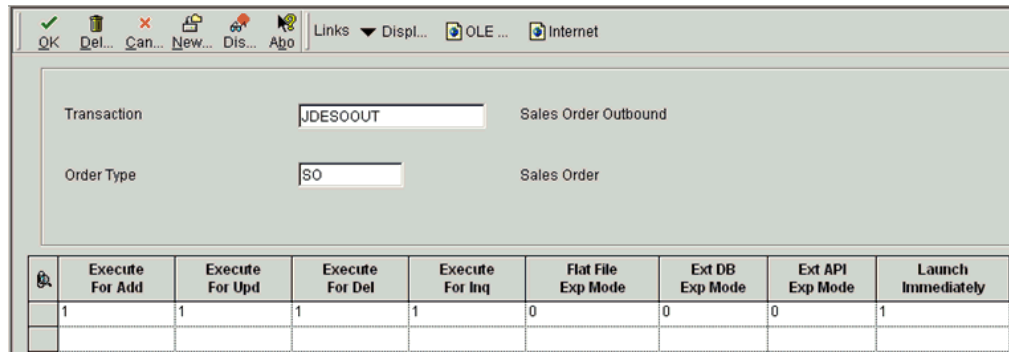 OK Del... Can... New... Dis... Abo Links Displ... OLE ... Internet
Transaction JDESOOUT Sales Order Outbound
Order Type SO Sales Order
Execute For Add Execute For Upd Execute For Del Execute For Inq Flat File Exp Mode Ext DB Exp Mode Ext API Exp Mode Launch Immediately
1 1 1 1 0 0 0 1